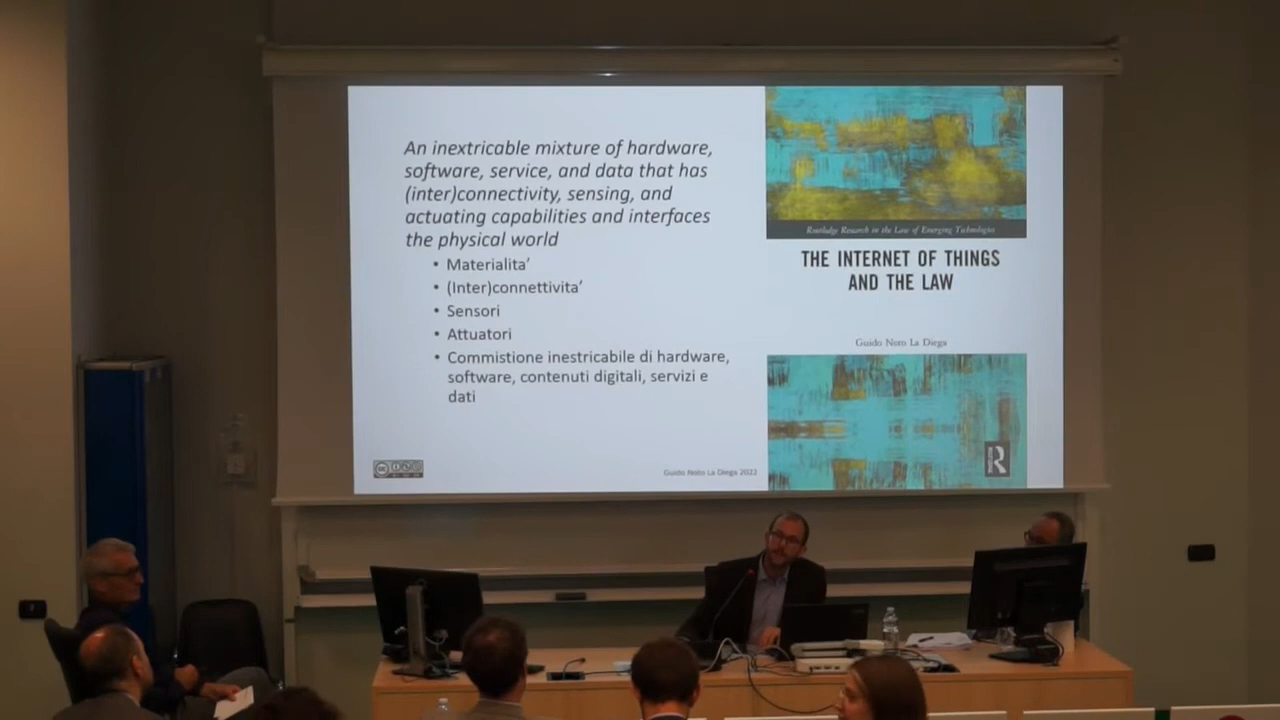 An inextricable mixture of hardware,
software, service, and data that has
(inter)connectivity, sensing, and
actuating capabilities and interfaces
the physical world
• Materialita’
• (Inter)connettivita’
• Sensori
• Attuatori
• Commistione inestricabile di hardware,
software, contenuti digitali, servizi e
dati
Guido Noto La Diega 2022
Routledge Research in the Law of Emerging Technologies
THE INTERNET OF THINGS
AND THE LAW
Guido Noto La Diega